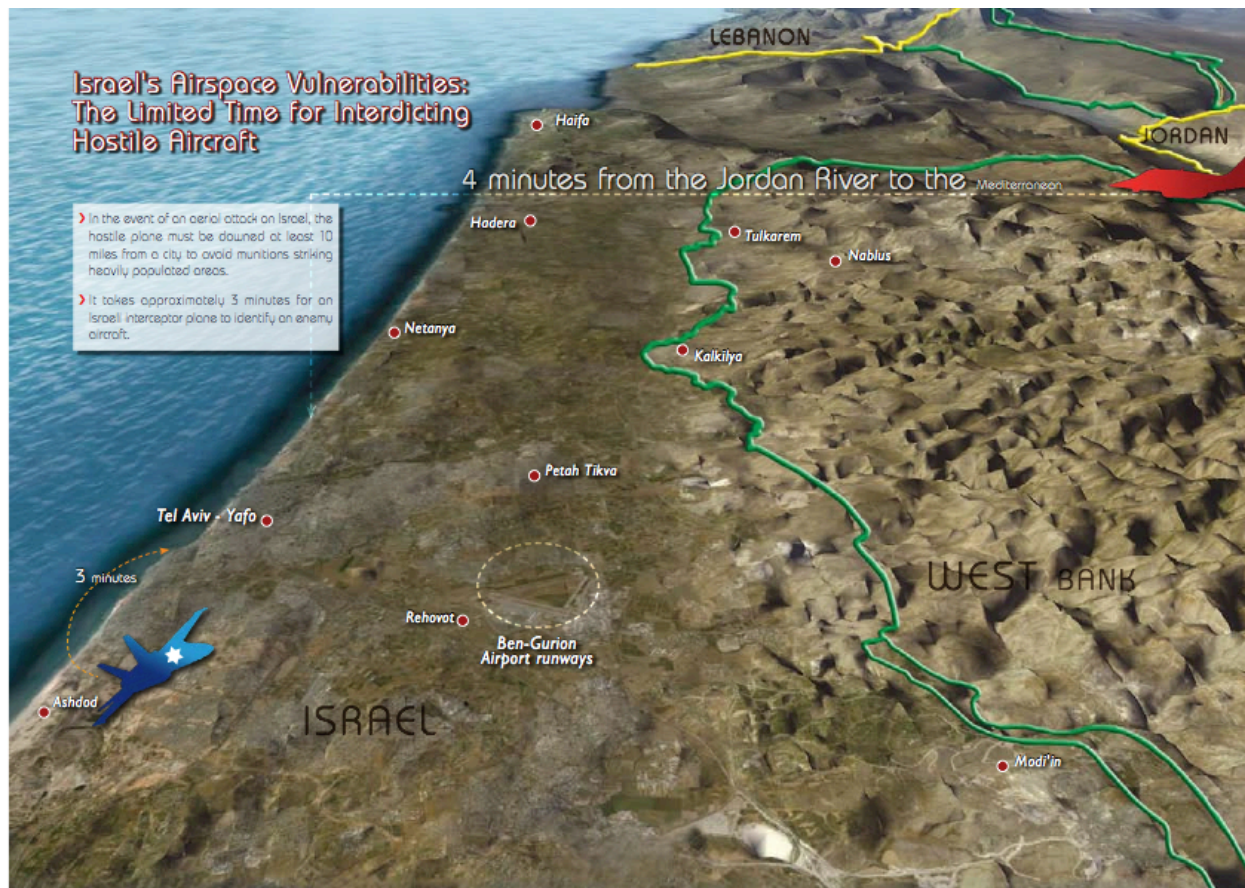 LEBANON
Israel's Airspace Vulnerabilities:
The Limited Time for Interdicting
Hostile Aircraft
Haifa
JORDAN
4 minutes from the Jordan River to the Mediterranean
In the event of an aerial attack on Israel, the
hostile plane must be downed at least 10
miles from a city to avoid munitions striking
heavily populated areas.
It takes approximately 3 minutes for an
Israeli interceptor plane to identify an enemy
aircraft.
Hadera
Tulkarem
Nablus
Netanya
Kalkilya
Petah Tikva
Tel Aviv - Yafo
3 minutes
WEST BANK
Rehovot
Ben-Gurion
Airport runways
Ashdod
ISRAEL
Modi'in